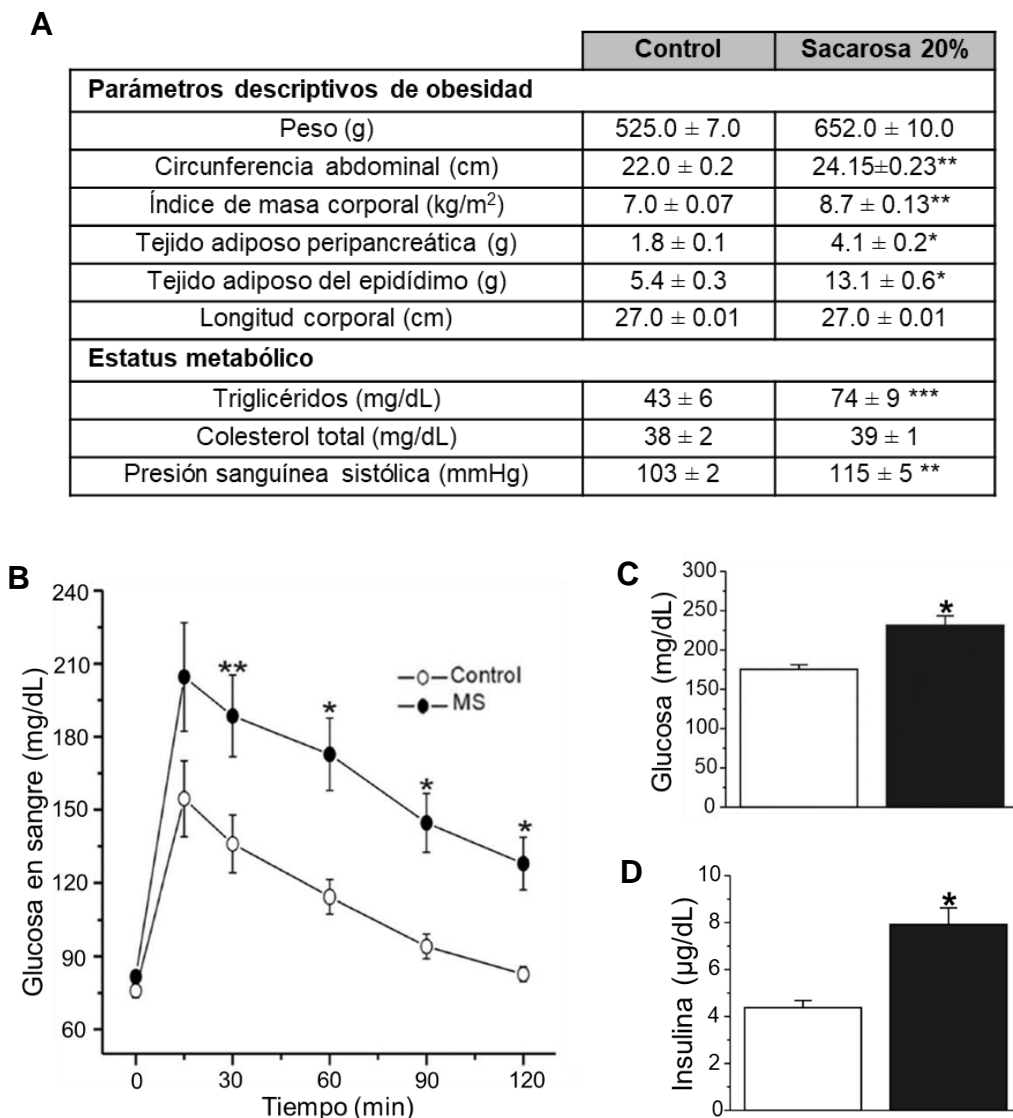 A
Control Sacarosa 20%
Parámetros descriptivos de obesidad
Peso (g) 525.0 ± 7.0 652.0 ± 10.0
Circunferencia abdominal (cm) 22.0 ± 0.2 24.15±0.23**
Índice de masa corporal (kg/m²) 7.0 ± 0.07 8.7 ± 0.13**
Tejido adiposo peripancreática (g) 1.8 ± 0.1 4.1 ± 0.2*
Tejido adiposo del epidídimo (g) 5.4 ± 0.3 13.1 ± 0.6*
Longitud corporal (cm) 27.0 ± 0.01 27.0 ± 0.01
Estatus metabólico
Triglicéridos (mg/dL) 43 ± 6 74 ± 9 ***
Colesterol total (mg/dL) 38 ± 2 39 ± 1
Presión sanguínea sistólica (mmHg) 103 ± 2 115 ± 5 **
B
Glucosa en sangre (mg/dL)
240
210
180
150
120
90
60
** * * *
Control
MS
0 30 60 90 120
Tiempo (min)
C
Glucosa (mg/dL)
300
250
200
150
100
50
0
*
D
Insulina (µg/dL)
10
8
6
4
2
0
*